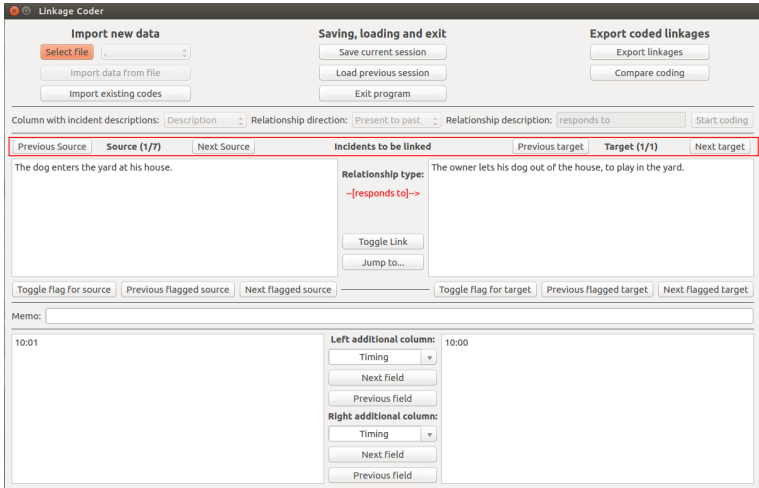 Linkage Coder
Import new data Saving, loading and exit Export coded linkages
Select file , Save current session Export linkages
Import data from file Load previous session Compare coding
Import existing codes Exit program
Column with incident descriptions: Description Relationship direction: Present to past Relationship description: responds to Start coding
Previous Source Source (1/7) Next Source Incidents to be linked Previous target Target (1/1) Next target
The dog enters the yard at his house. Relationship type: The owner lets his dog out of the house, to play in the yard.
--[responds to]-->
Toggle Link
Jump to...
Toggle flag for source Previous flagged source Next flagged source Toggle flag for target Previous flagged target Next flagged target
Memo:
10:01 Left additional column: 10:00
Timing
Next field
Previous field
Right additional column:
Timing
Next field
Previous field